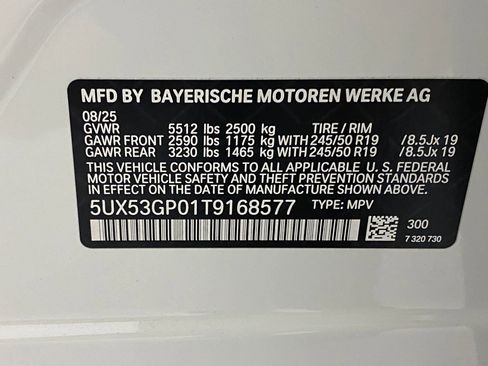 MFD BY BAYERISCHE MOTOREN WERKE AG
08/25
GVWR 5512 lbs 2500 kg TIRE / RIM
GAWR FRONT 2590 lbs 1175 kg WITH 245/50 R19 /8.5Jx 19
GAWR REAR 3230 lbs 1465 kg WITH 245/50 R19 /8.5Jx 19
THIS VEHICLE CONFORMS TO ALL APPLICABLE U. S. FEDERAL
MOTOR VEHICLE SAFETY STANDARDS IN EFFECT ON THE
DATE OF MANUFACTURE SHOWN ABOVE.
5UX53GP01T9168577 TYPE: MPV
300
7 320 730